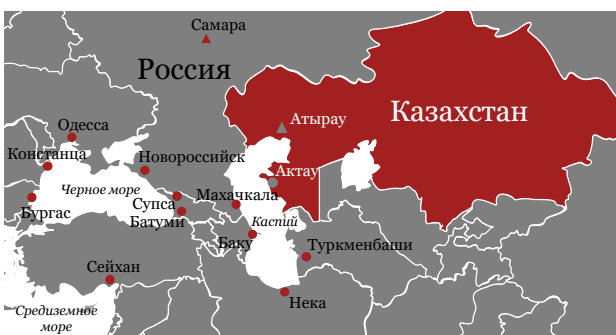 Самара
Россия
Казахстан
Атырау
Одесса
Констанца
Новороссийск
Актау
Черное море
Махачкала
Супса
Бургас
Батуми
Каспий
Баку
Туркменбаши
Сейхан
Нека
Средиземное
море